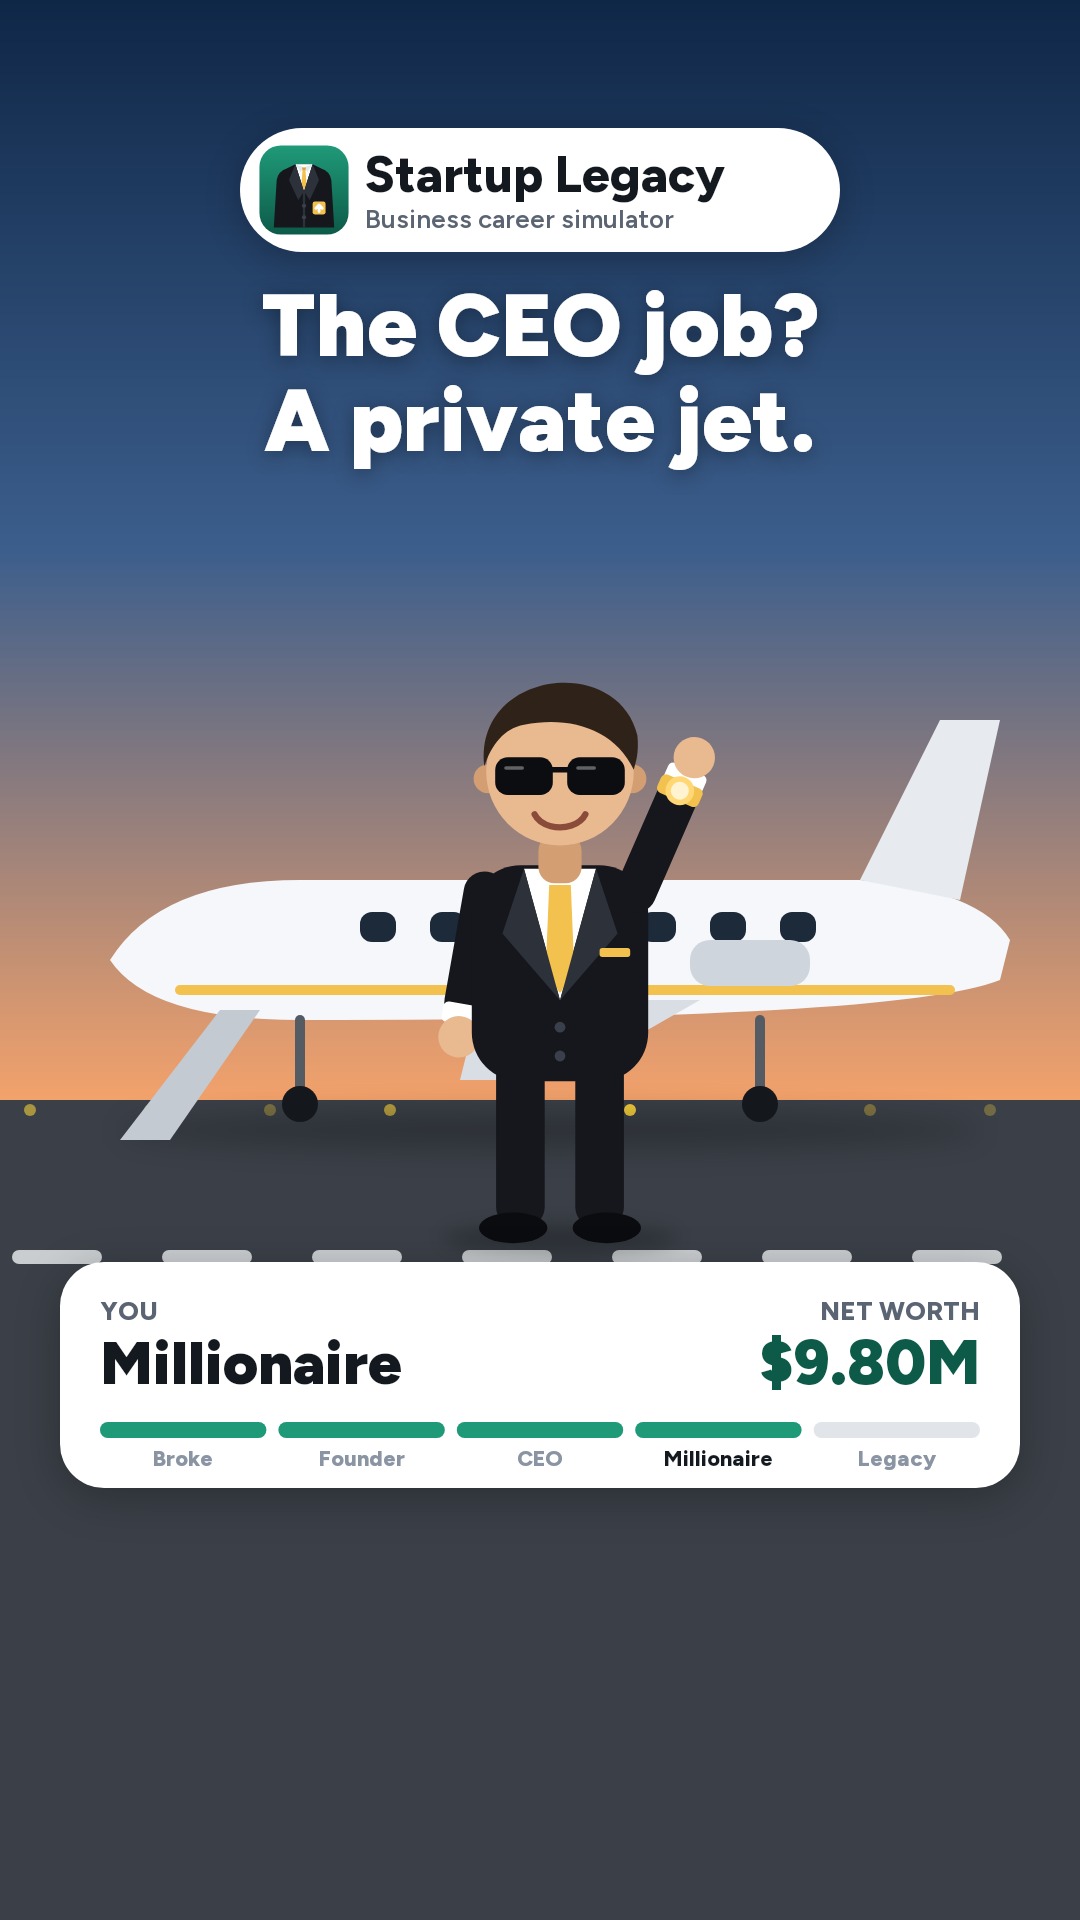 Startup Legacy
Business career simulator
The CEO job?
A private jet.
YOU
NET WORTH
Millionaire
$9.80M
Broke
Founder
CEO
Millionaire
Legacy